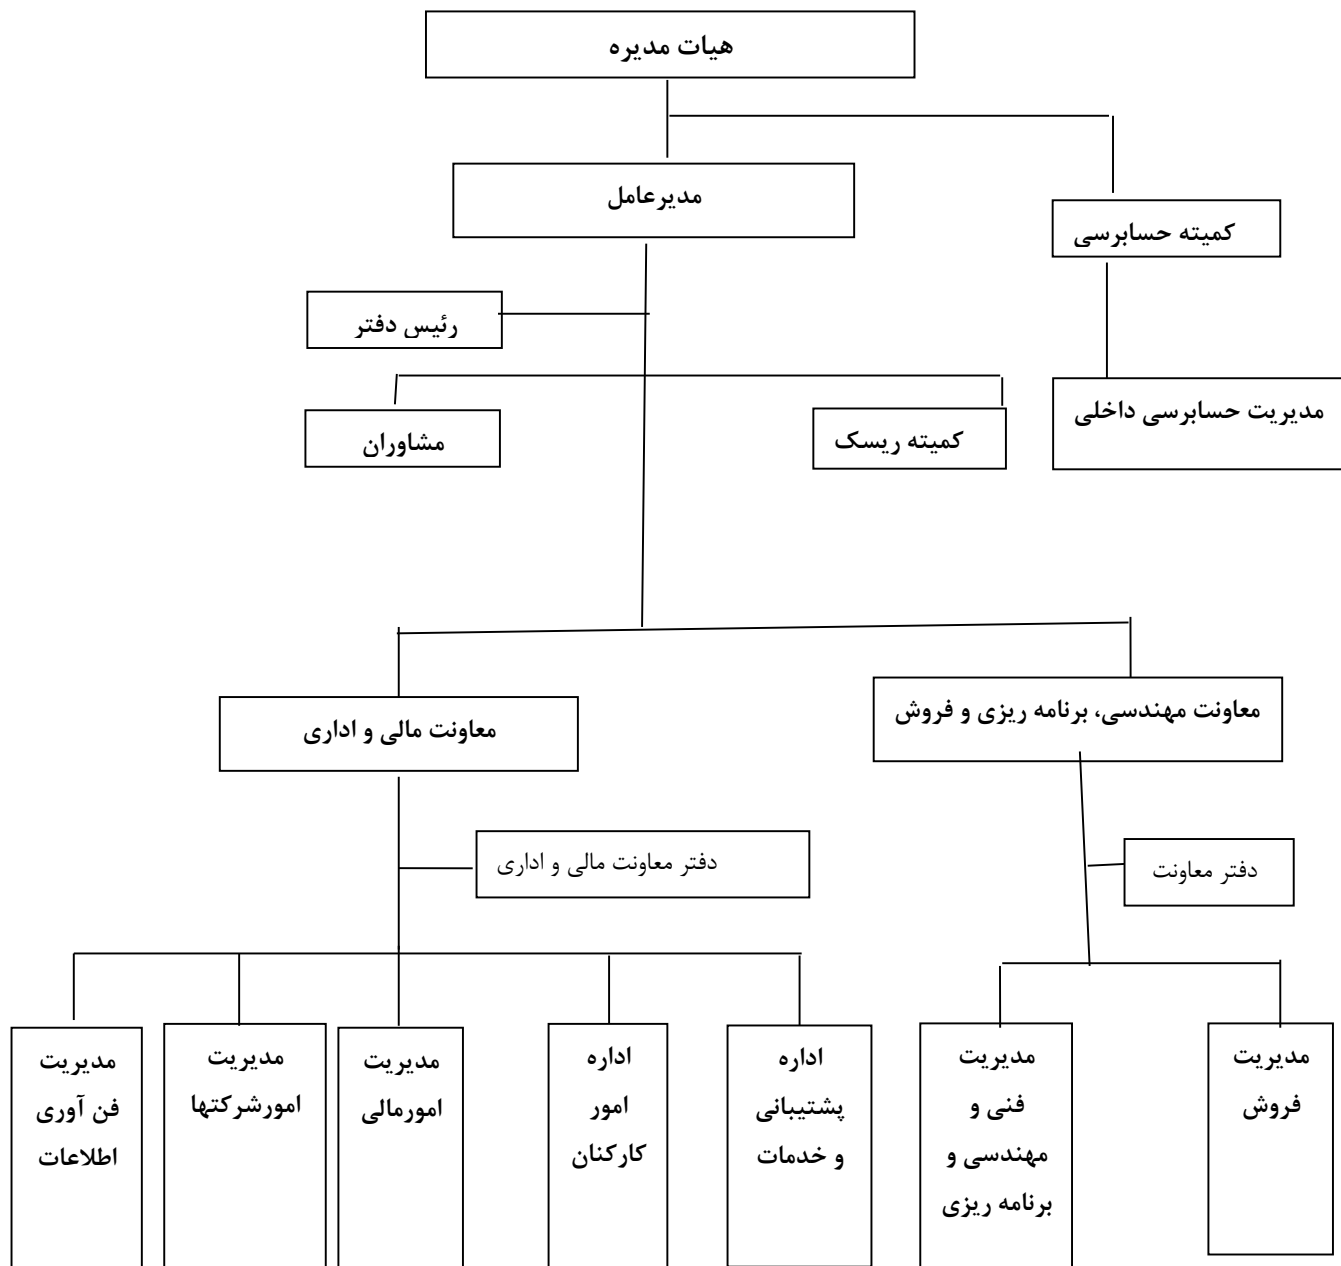 هیات مدیره
مدیرعامل
کمیته حسابرسی
رئیس دفتر
مدیریت حسابرسی داخلی
کمیته ریسک
مشاوران
معاونت مهندسی، برنامه ریزی و فروش
معاونت مالی و اداری
دفتر معاونت
دفتر معاونت مالی و اداری
مدیریت
فروش
مدیریت
فنی و
مهندسی و
برنامه ریزی
اداره
پشتیبانی
و خدمات
اداره
امور
کارکنان
مدیریت
امورمالی
مدیریت
امورشرکتها
مدیریت
فن آوری
اطلاعات